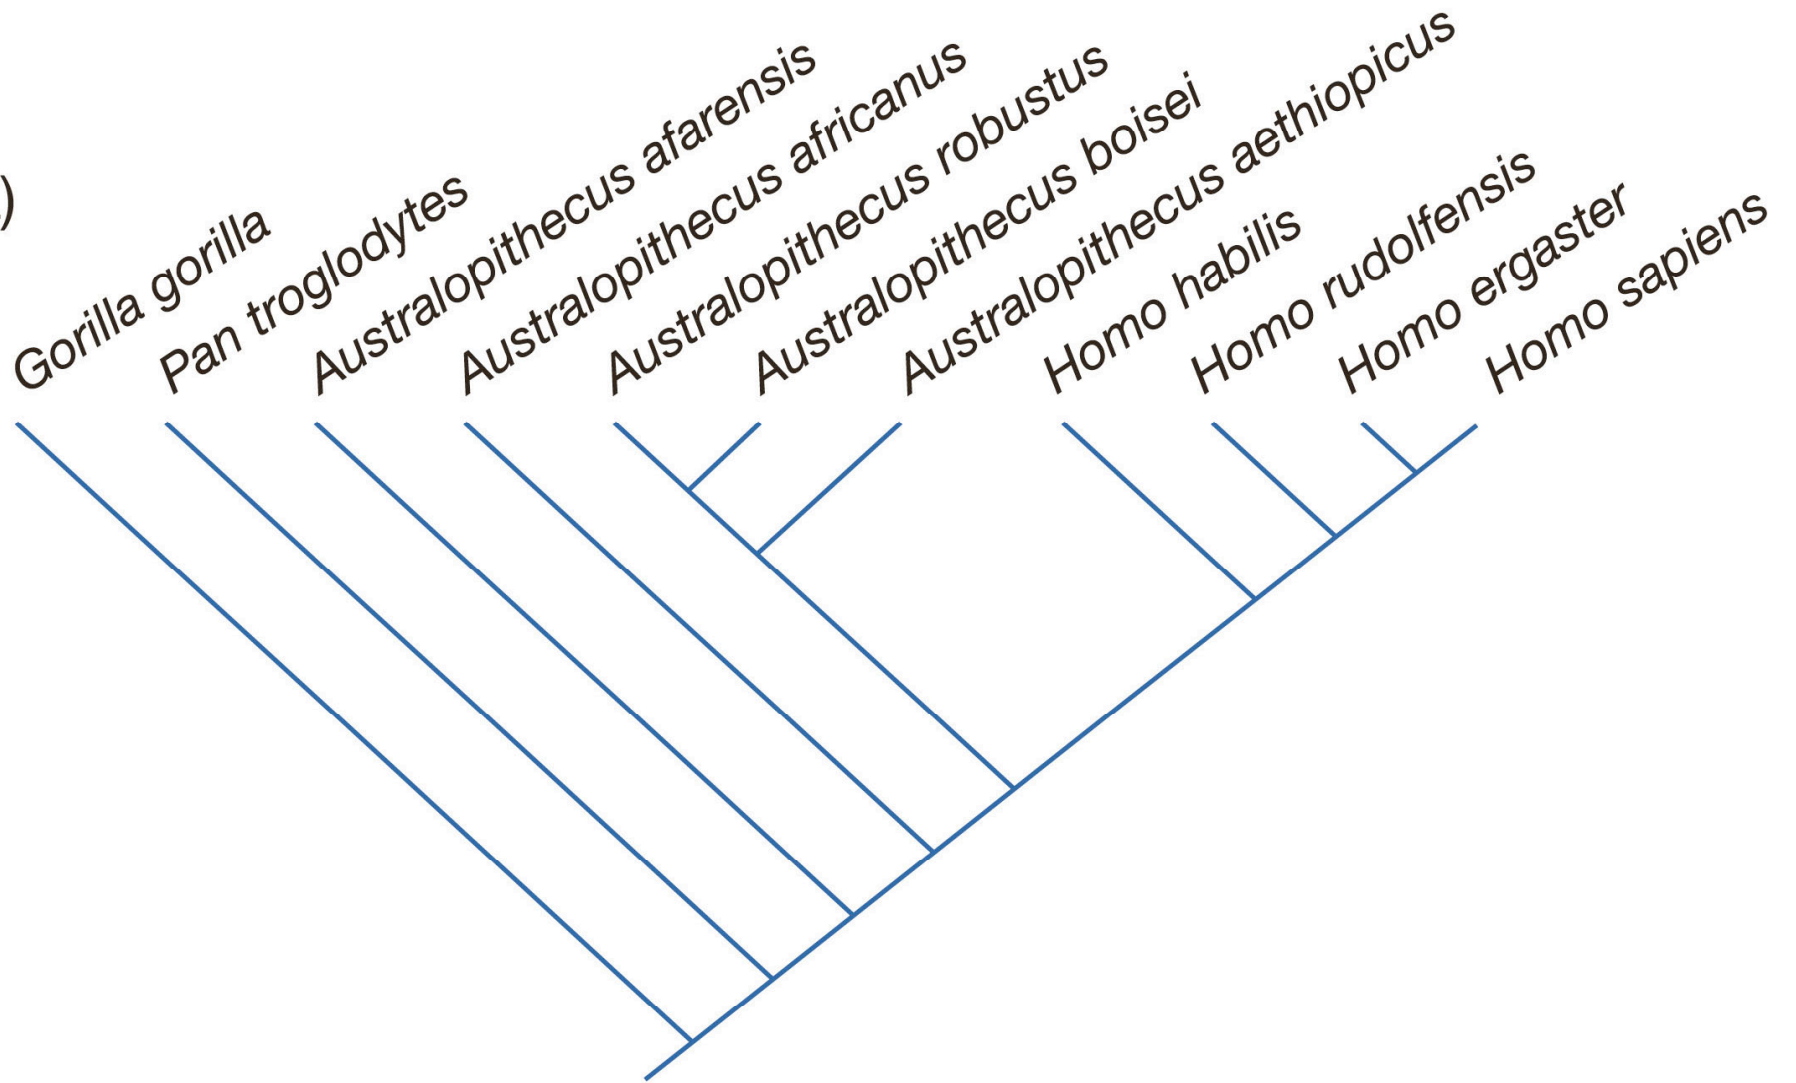 )
Gorilla gorilla
Pan troglodytes
Australopithecus afarensis
Australopithecus africanus
Australopithecus robustus
Australopithecus boisei
Australopithecus aethiopicus
Homo habilis
Homo rudolfensis
Homo ergaster
Homo sapiens